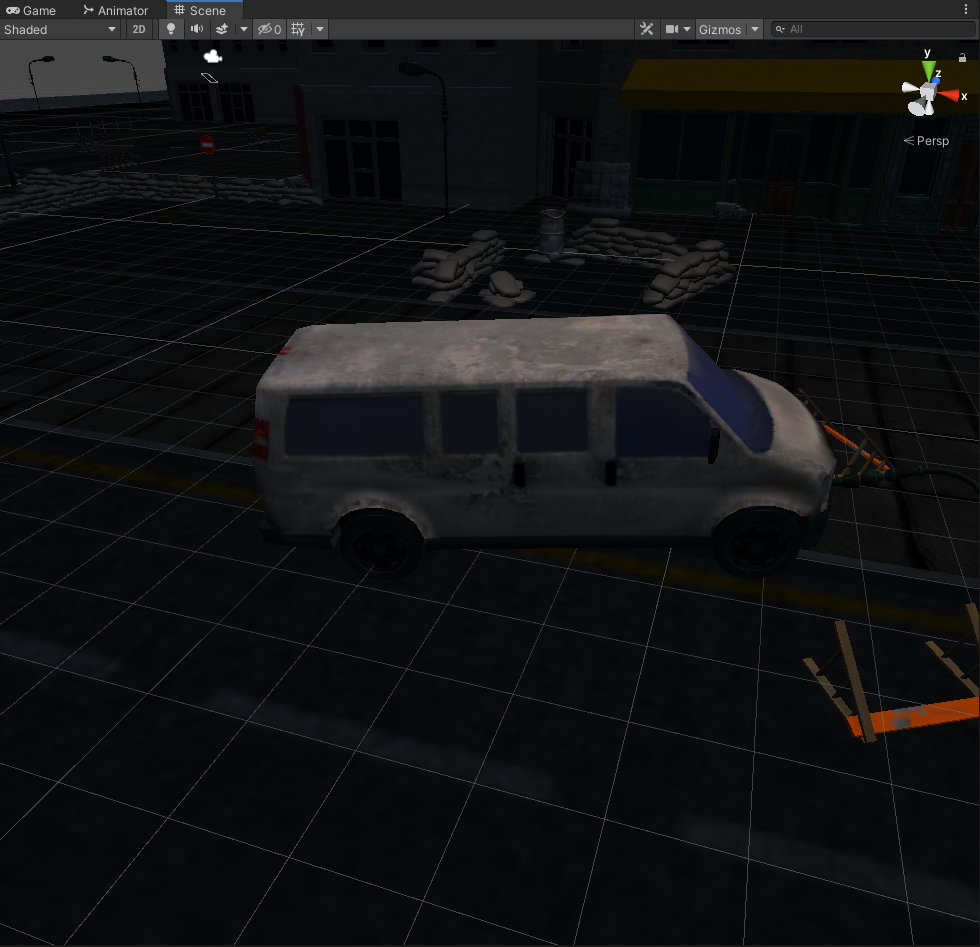 Game Animator Scene
Shaded 2D 0 Gizmos All
y
z
x
Persp